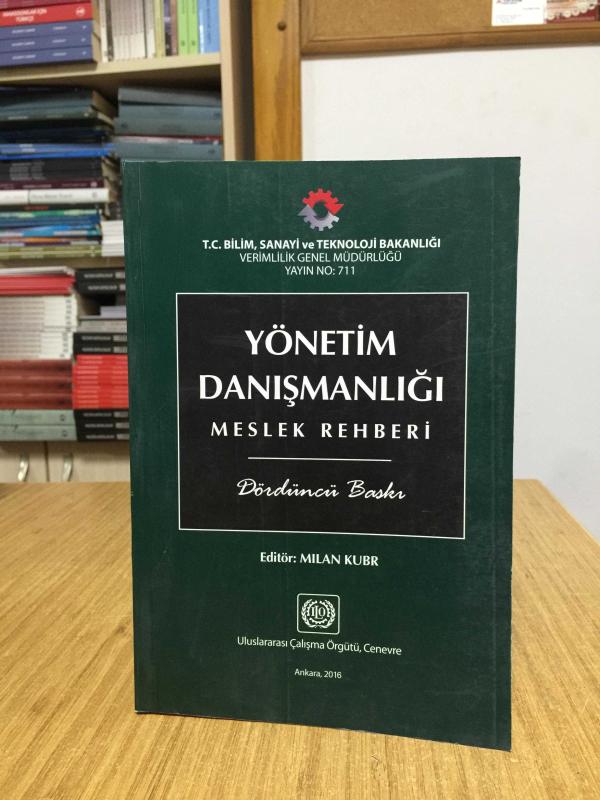 T.C. BİLİM, SANAYİ ve TEKNOLOJİ BAKANLIĞI
VERİMLİLİK GENEL MÜDÜRLÜĞÜ
YAYIN NO: 711
YÖNETİM
DANIŞMANLIĞI
MESLEK REHBERİ
Dördüncü Baskı
Editör: MILAN KUBR
ILO
Uluslararası Çalışma Örgütü, Cenevre
Ankara, 2016